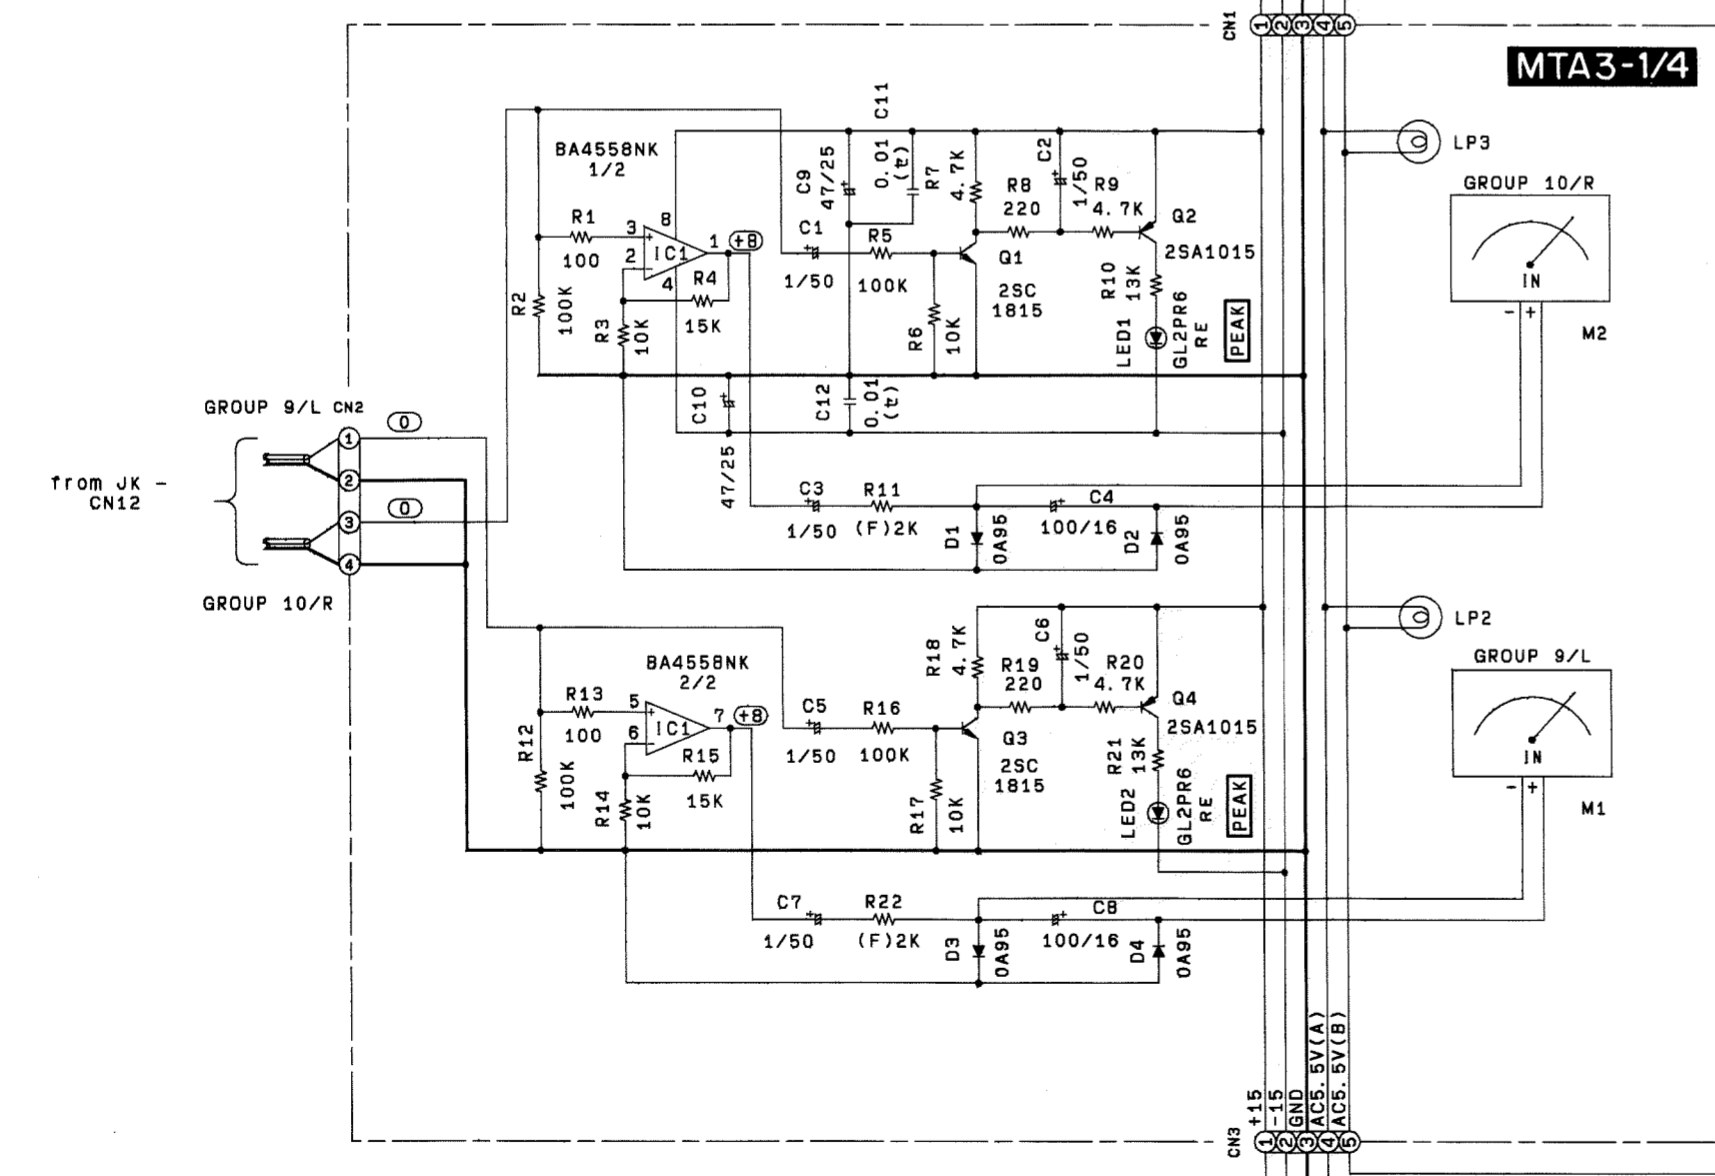 CN1
1 2 3 4 5
MTA3-1/4
C11
LP3
BA4558NK
1/2
C9
47/25
0.01
(セ)
R7
4.7K
C2
1/50
GROUP 10/R
R8
220
R9
4.7K
Q2
2SA1015
R1
100
3
2
8
IC1
4
1
+8
C1
1/50
R5
100K
Q1
2SC
1815
R10
13K
IN
- +
M2
R2
100K
R3
10K
R4
15K
R6
10K
LED1
GL2PR6
RE
PEAK
GROUP 9/L CN2
0
C10
47/25
C12
0.01
(セ)
1
2
3
4
from JK -
CN12
0
GROUP 10/R
C3
1/50
R11
(F)2K
C4
100/16
D1
OA95
D2
OA95
LP2
BA4558NK
2/2
R18
4.7K
C6
1/50
GROUP 9/L
R19
220
R20
4.7K
Q4
2SA1015
R13
100
5
6
IC1
7
+8
C5
1/50
R16
100K
Q3
2SC
1815
R21
13K
IN
- +
M1
R12
100K
R14
10K
R15
15K
R17
10K
LED2
GL2PR6
RE
PEAK
C7
1/50
R22
(F)2K
C8
100/16
D3
OA95
D4
OA95
+15
-15
GND
AC5.5V(A)
AC5.5V(B)
CN3
1 2 3 4 5